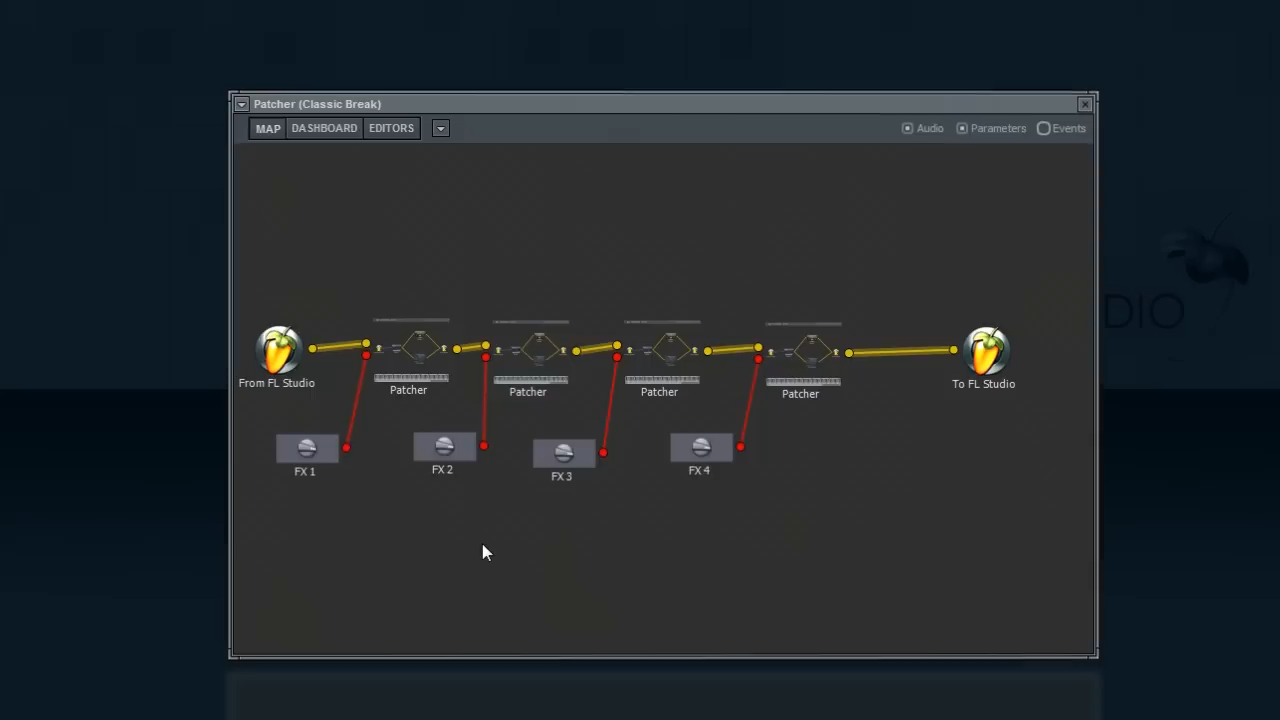 Patcher (Classic Break)
MAP DASHBOARD EDITORS
Audio Parameters Events
DIO
From FL Studio
Patcher
Patcher
Patcher
Patcher
To FL Studio
FX 1
FX 2
FX 3
FX 4